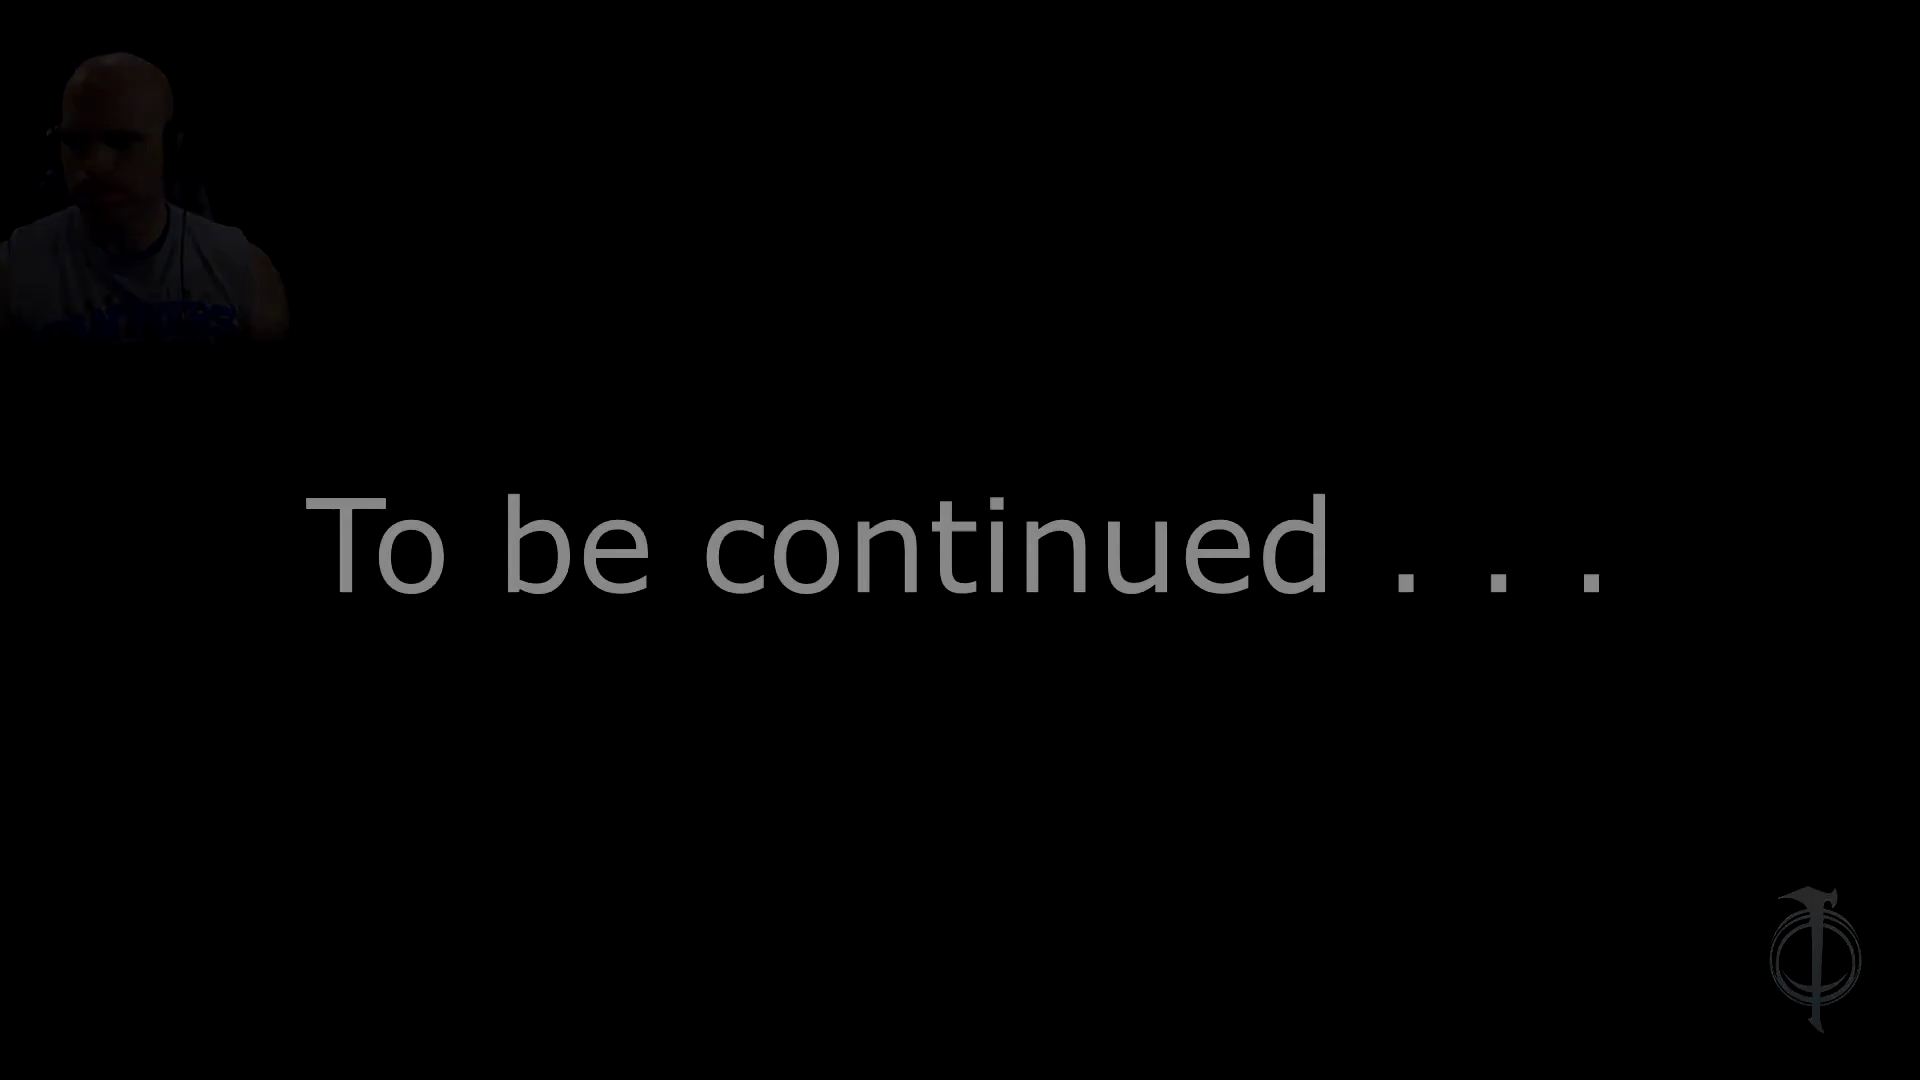 To be continued . . .